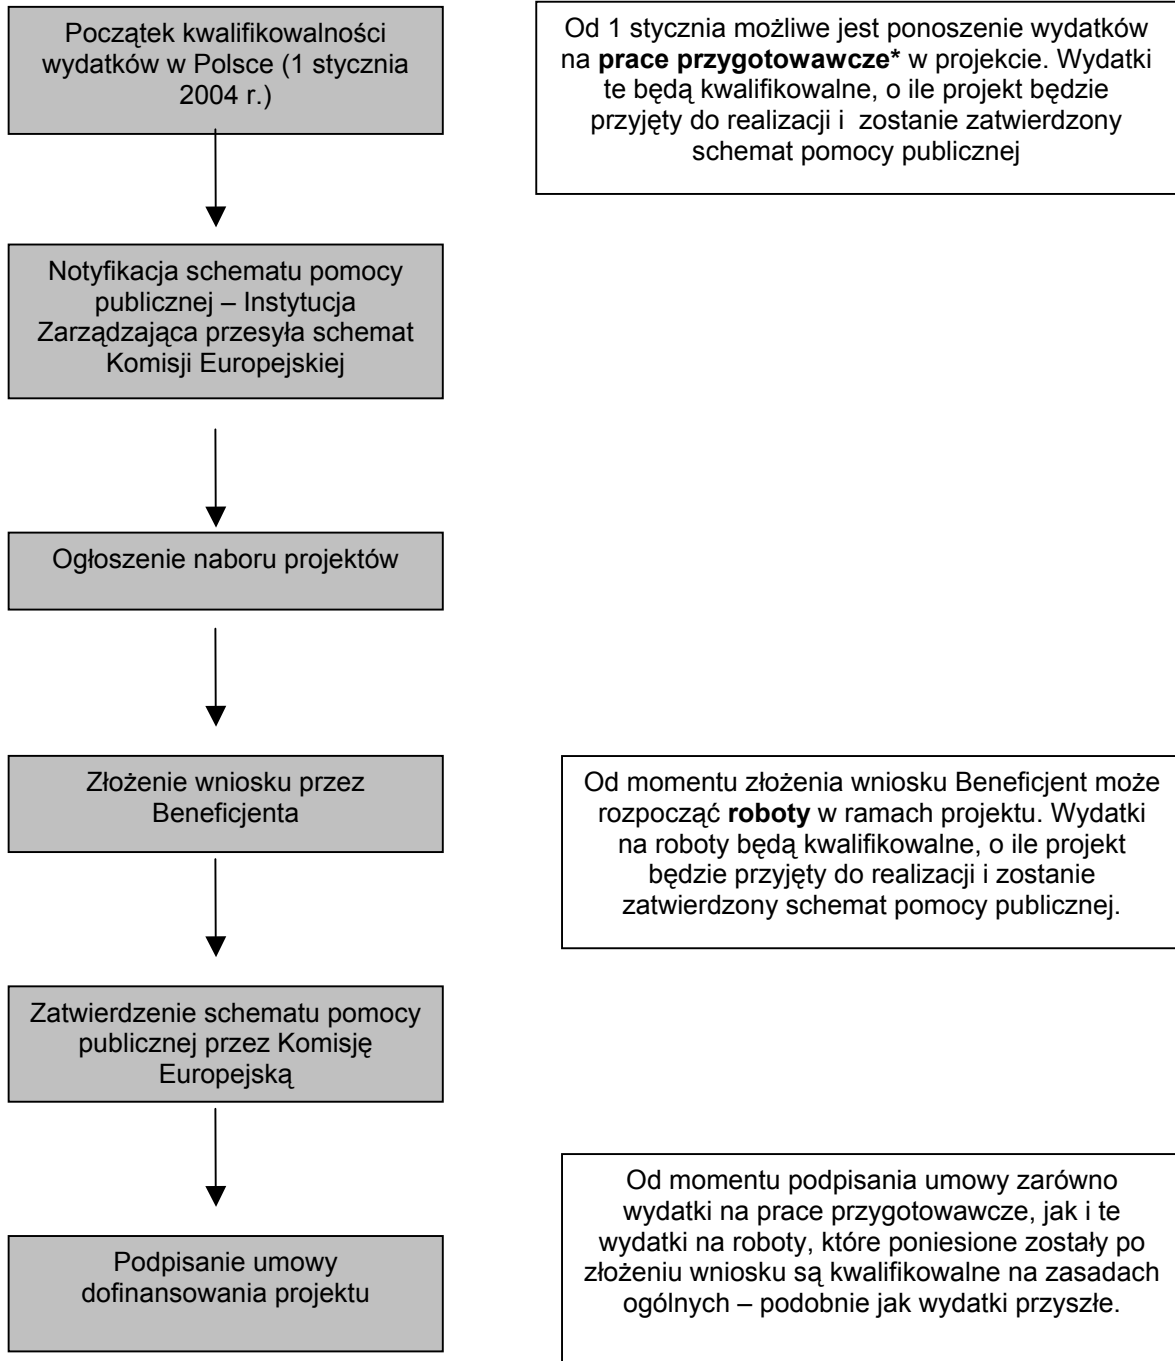 Początek kwalifikowalności
wydatków w Polsce (1 stycznia
2004 r.)
Od 1 stycznia możliwe jest ponoszenie wydatków
na prace przygotowawcze* w projekcie. Wydatki
te będą kwalifikowalne, o ile projekt będzie
przyjęty do realizacji i zostanie zatwierdzony
schemat pomocy publicznej
Notyfikacja schematu pomocy
publicznej – Instytucja
Zarządzająca przesyła schemat
Komisji Europejskiej
Ogłoszenie naboru projektów
Złożenie wniosku przez
Beneficjenta
Od momentu złożenia wniosku Beneficjent może
rozpocząć roboty w ramach projektu. Wydatki
na roboty będą kwalifikowalne, o ile projekt
będzie przyjęty do realizacji i zostanie
zatwierdzony schemat pomocy publicznej.
Zatwierdzenie schematu pomocy
publicznej przez Komisję
Europejską
Od momentu podpisania umowy zarówno
wydatki na prace przygotowawcze, jak i te
wydatki na roboty, które poniesione zostały po
złożeniu wniosku są kwalifikowalne na zasadach
ogólnych – podobnie jak wydatki przyszłe.
Podpisanie umowy
dofinansowania projektu